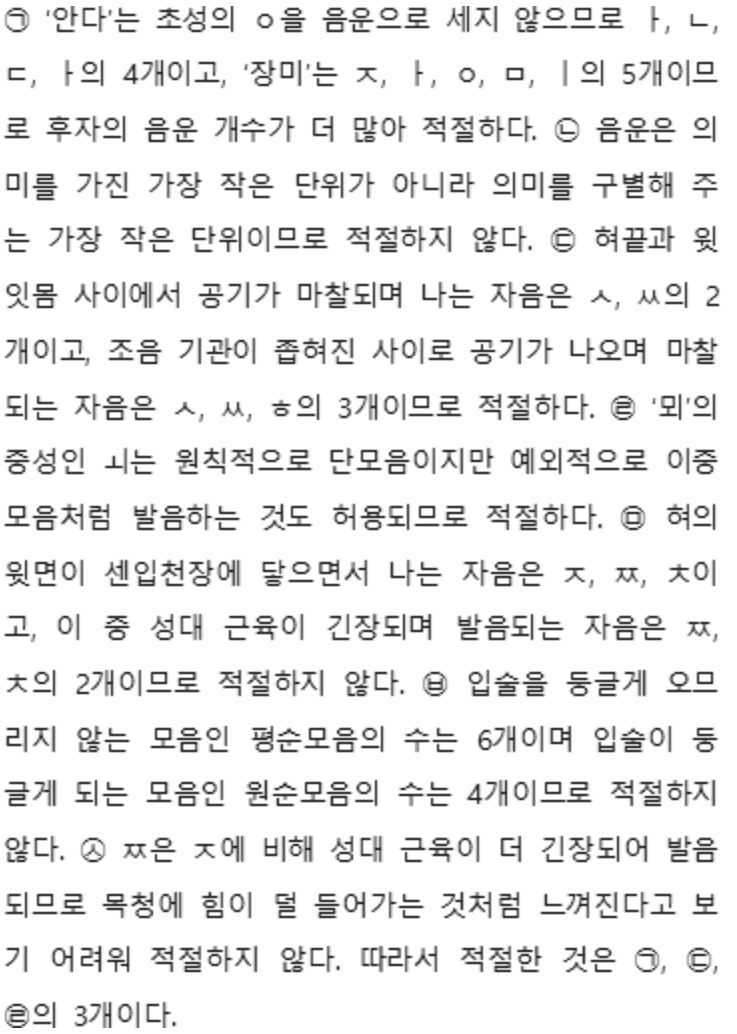 ㉠ ‘안다’는 초성의 ㅇ을 음운으로 세지 않으므로 ㅏ, ㄴ,
ㄷ, ㅏ의 4개이고, ‘장미’는 ㅈ, ㅏ, ㅇ, ㅁ, ㅣ의 5개이므
로 후자의 음운 개수가 더 많아 적절하다. ㉡ 음운은 의
미를 가진 가장 작은 단위가 아니라 의미를 구별해 주
는 가장 작은 단위이므로 적절하지 않다. ㉢ 혀끝과 윗
잇몸 사이에서 공기가 마찰되며 나는 자음은 ㅅ, ㅆ의 2
개이고, 조음 기관이 좁혀진 사이로 공기가 나오며 마찰
되는 자음은 ㅅ, ㅆ, ㅎ의 3개이므로 적절하다. ㉣ ‘뫼’의
중성인 ㅚ는 원칙적으로 단모음이지만 예외적으로 이중
모음처럼 발음하는 것도 허용되므로 적절하다. ㉤ 혀의
윗면이 센입천장에 닿으면서 나는 자음은 ㅈ, ㅉ, ㅊ이
고, 이 중 성대 근육이 긴장되며 발음되는 자음은 ㅉ,
ㅊ의 2개이므로 적절하지 않다. ㉥ 입술을 둥글게 오므
리지 않는 모음인 평순모음의 수는 6개이며 입술이 둥
글게 되는 모음인 원순모음의 수는 4개이므로 적절하지
않다. ㉦ ㅉ은 ㅈ에 비해 성대 근육이 더 긴장되어 발음
되므로 목청에 힘이 덜 들어가는 것처럼 느껴진다고 보
기 어려워 적절하지 않다. 따라서 적절한 것은 ㉠, ㉢,
㉣의 3개이다.